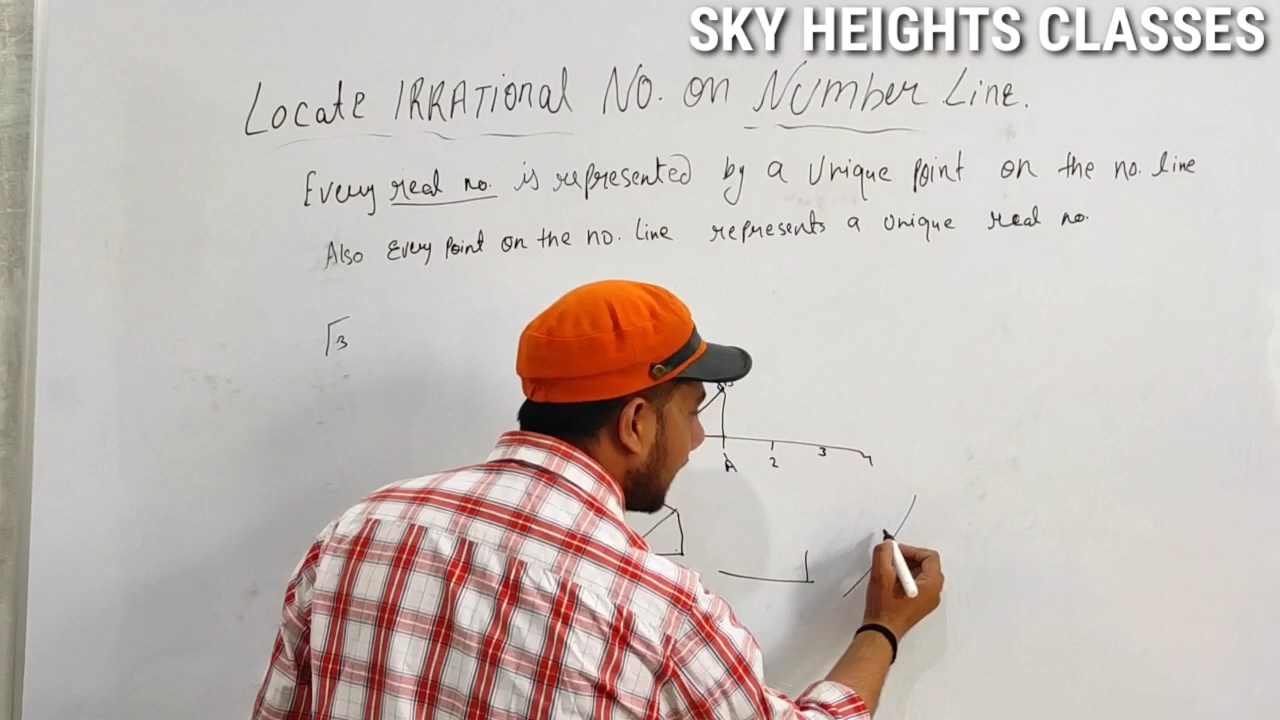 SKY HEIGHTS CLASSES
Locate IRRATional No. on Number Line.
Every real no. is represented by a Unique Point on the no. line
Also Every Point on the no. Line represents a unique real no.
√3
B
A 2 3